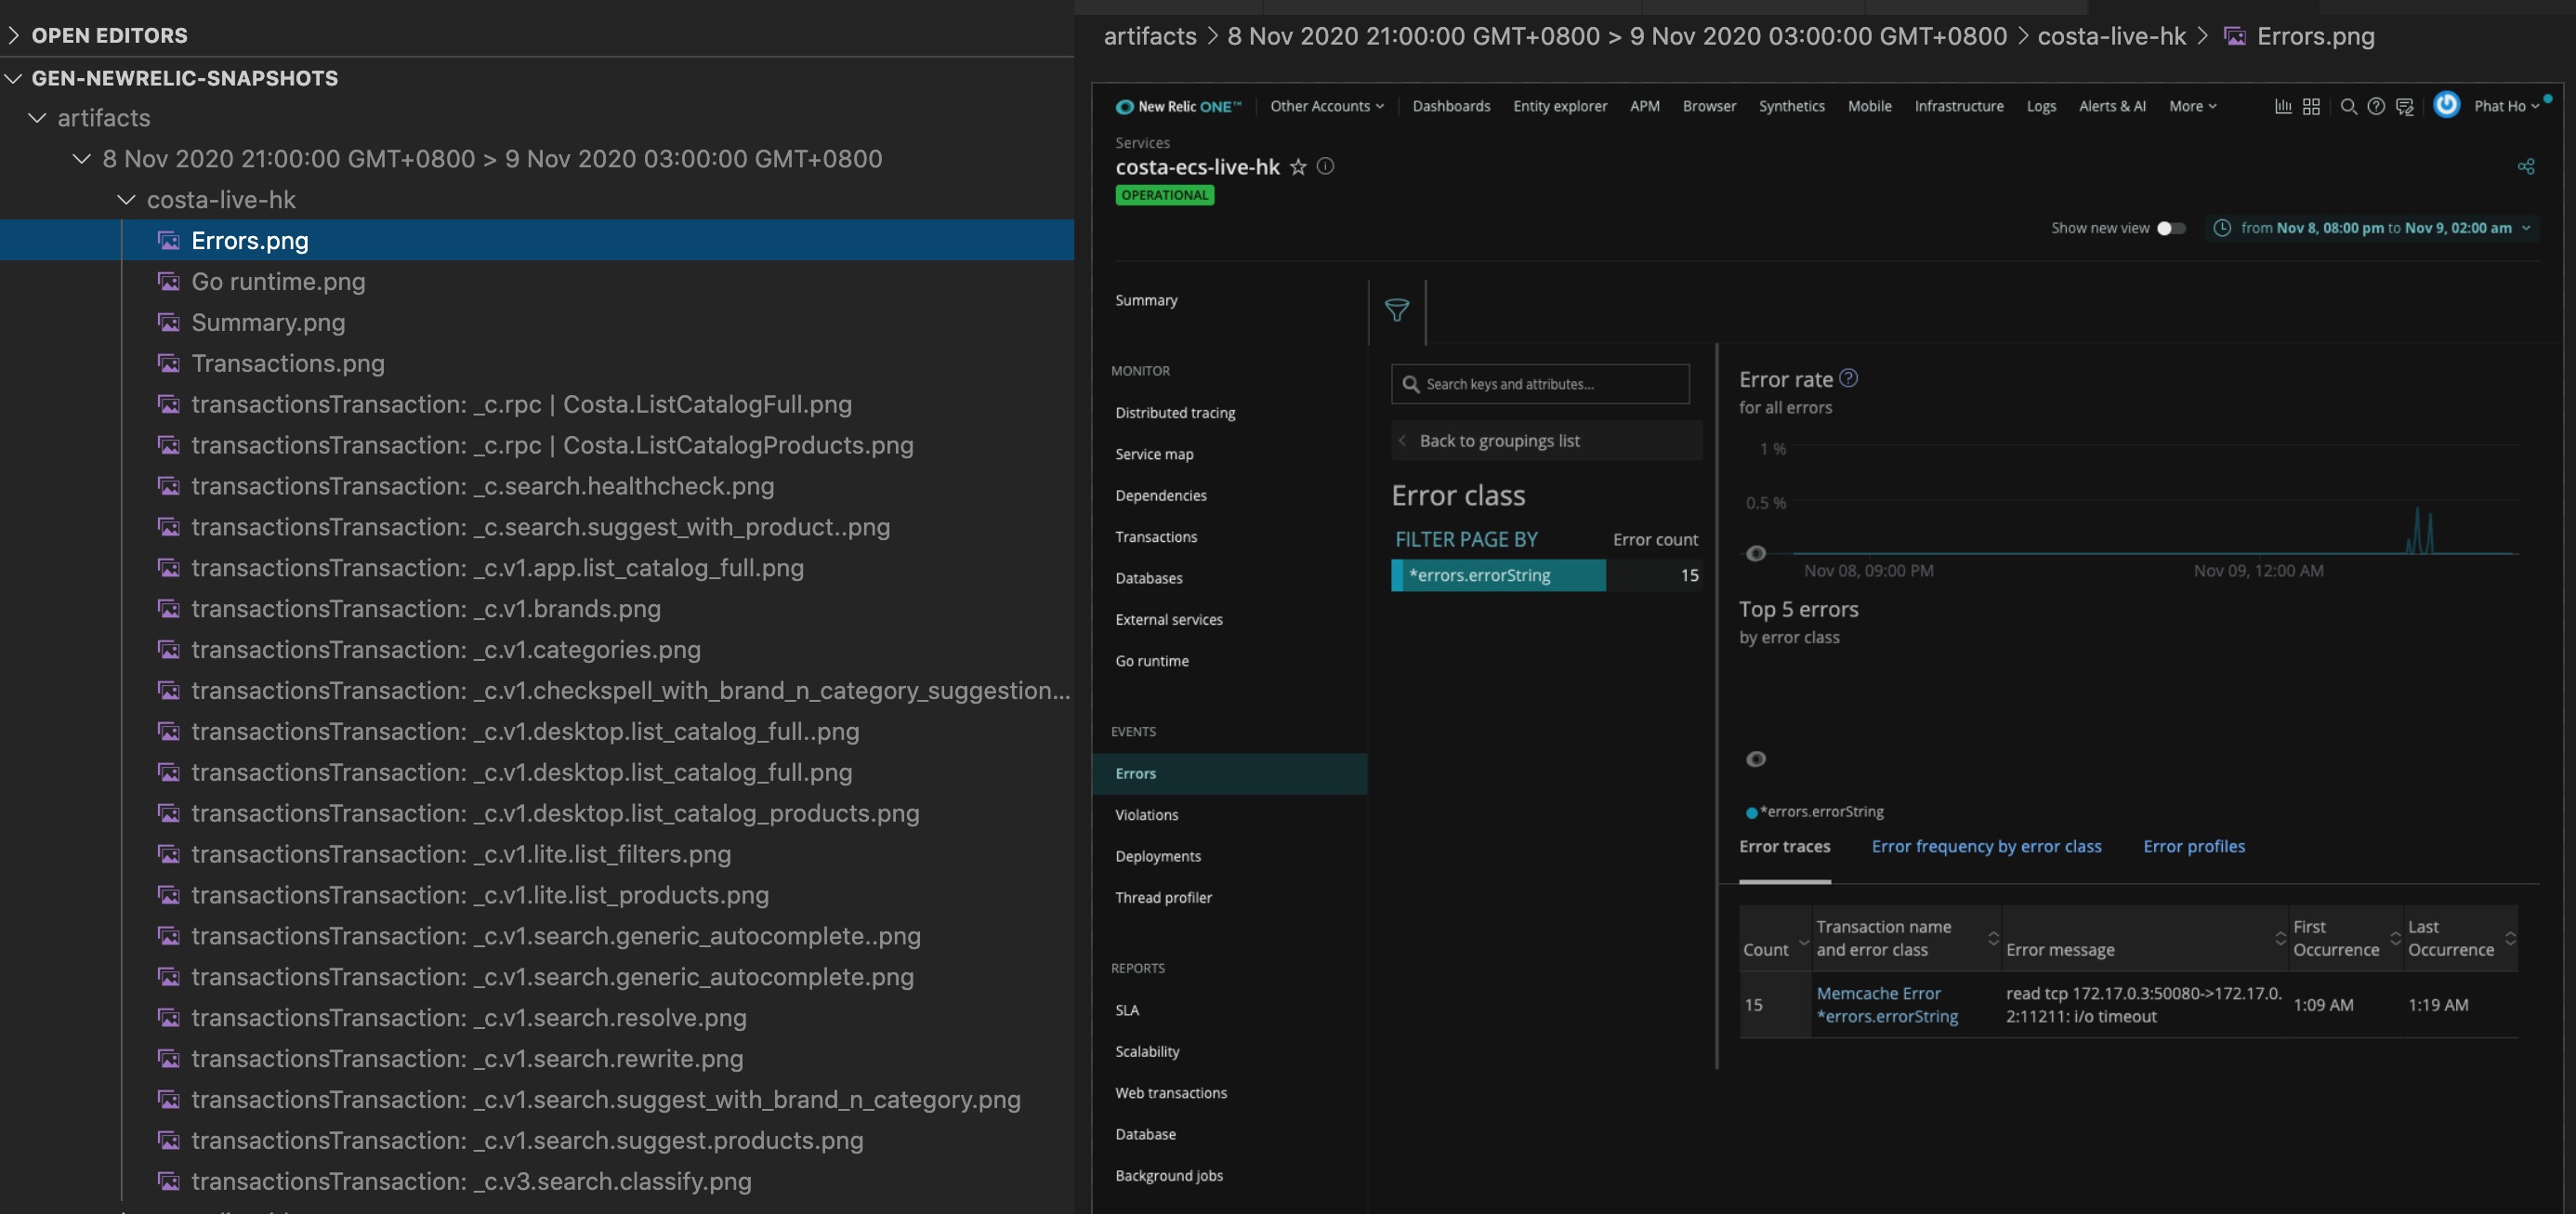 OPEN EDITORS
GEN-NEWRELIC-SNAPSHOTS
artifacts
8 Nov 2020 21:00:00 GMT+0800 > 9 Nov 2020 03:00:00 GMT+0800
costa-live-hk
Errors.png
Go runtime.png
Summary.png
Transactions.png
transactionsTransaction: _c.rpc | Costa.ListCatalogFull.png
transactionsTransaction: _c.rpc | Costa.ListCatalogProducts.png
transactionsTransaction: _c.search.healthcheck.png
transactionsTransaction: _c.search.suggest_with_product..png
transactionsTransaction: _c.v1.app.list_catalog_full.png
transactionsTransaction: _c.v1.brands.png
transactionsTransaction: _c.v1.categories.png
transactionsTransaction: _c.v1.checkspell_with_brand_n_category_suggestion...
transactionsTransaction: _c.v1.desktop.list_catalog_full..png
transactionsTransaction: _c.v1.desktop.list_catalog_full.png
transactionsTransaction: _c.v1.desktop.list_catalog_products.png
transactionsTransaction: _c.v1.lite.list_filters.png
transactionsTransaction: _c.v1.lite.list_products.png
transactionsTransaction: _c.v1.search.generic_autocomplete..png
transactionsTransaction: _c.v1.search.generic_autocomplete.png
transactionsTransaction: _c.v1.search.resolve.png
transactionsTransaction: _c.v1.search.rewrite.png
transactionsTransaction: _c.v1.search.suggest_with_brand_n_category.png
transactionsTransaction: _c.v1.search.suggest.products.png
transactionsTransaction: _c.v3.search.classify.png
artifacts > 8 Nov 2020 21:00:00 GMT+0800 > 9 Nov 2020 03:00:00 GMT+0800 > costa-live-hk > Errors.png
New Relic ONE™ Other Accounts Dashboards Entity explorer APM Browser Synthetics Mobile Infrastructure Logs Alerts & AI More Phat Ho
Services
costa-ecs-live-hk
OPERATIONAL
Show new view from Nov 8, 08:00 pm to Nov 9, 02:00 am
Summary
MONITOR
Distributed tracing
Service map
Dependencies
Transactions
Databases
External services
Go runtime
EVENTS
Errors
Violations
Deployments
Thread profiler
REPORTS
SLA
Scalability
Web transactions
Database
Background jobs
Search keys and attributes...
Back to groupings list
Error class
FILTER PAGE BY Error count
*errors.errorString 15
Error rate
for all errors
1 %
0.5 %
Nov 08, 09:00 PM Nov 09, 12:00 AM
Top 5 errors
by error class
*errors.errorString
Error traces Error frequency by error class Error profiles
Count Transaction name and error class Error message First Occurrence Last Occurrence
15 Memcache Error read tcp 172.17.0.3:50080->172.17.0. 1:09 AM 1:19 AM
*errors.errorString 2:11211: i/o timeout